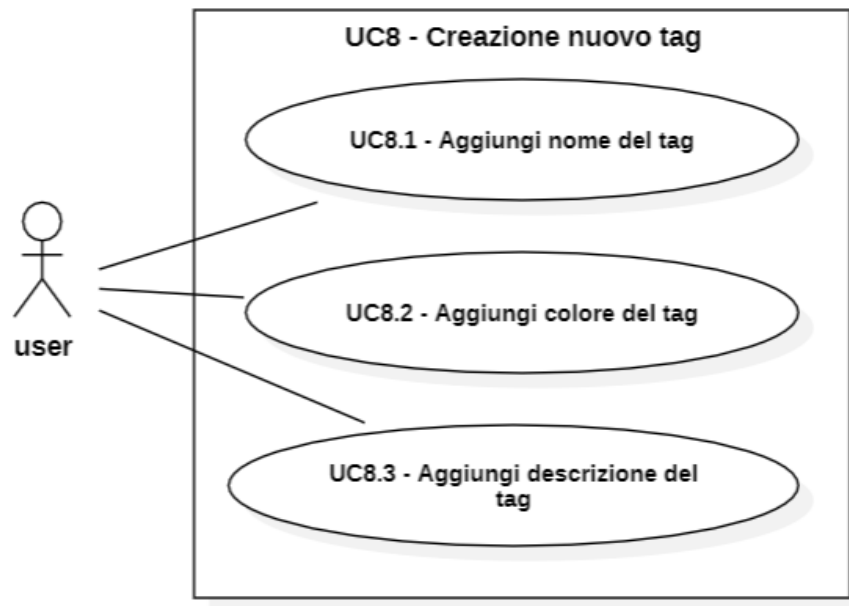 UC8 - Creazione nuovo tag
UC8.1 - Aggiungi nome del tag
UC8.2 - Aggiungi colore del tag
user
UC8.3 - Aggiungi descrizione del
tag